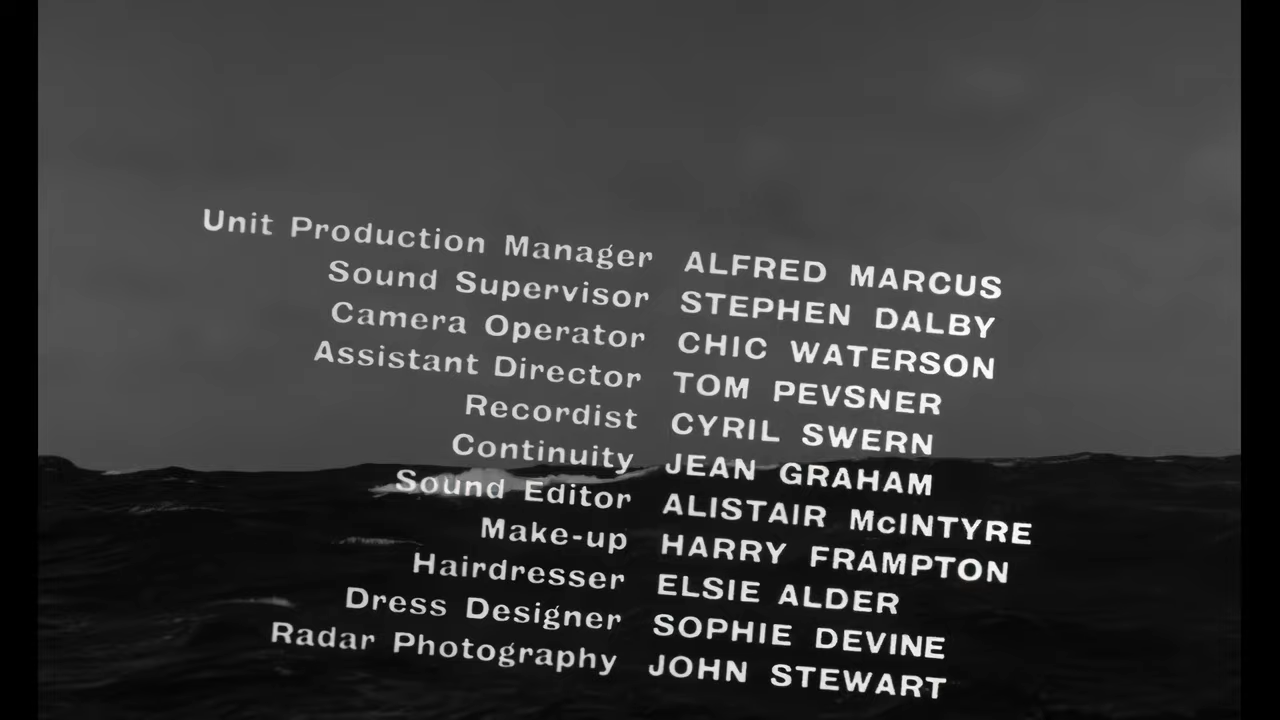 Unit Production Manager ALFRED MARCUS
Sound Supervisor STEPHEN DALBY
Camera Operator CHIC WATERSON
Assistant Director TOM PEVSNER
Recordist CYRIL SWERN
Continuity JEAN GRAHAM
Sound Editor ALISTAIR McINTYRE
Make-up HARRY FRAMPTON
Hairdresser ELSIE ALDER
Dress Designer SOPHIE DEVINE
Radar Photography JOHN STEWART